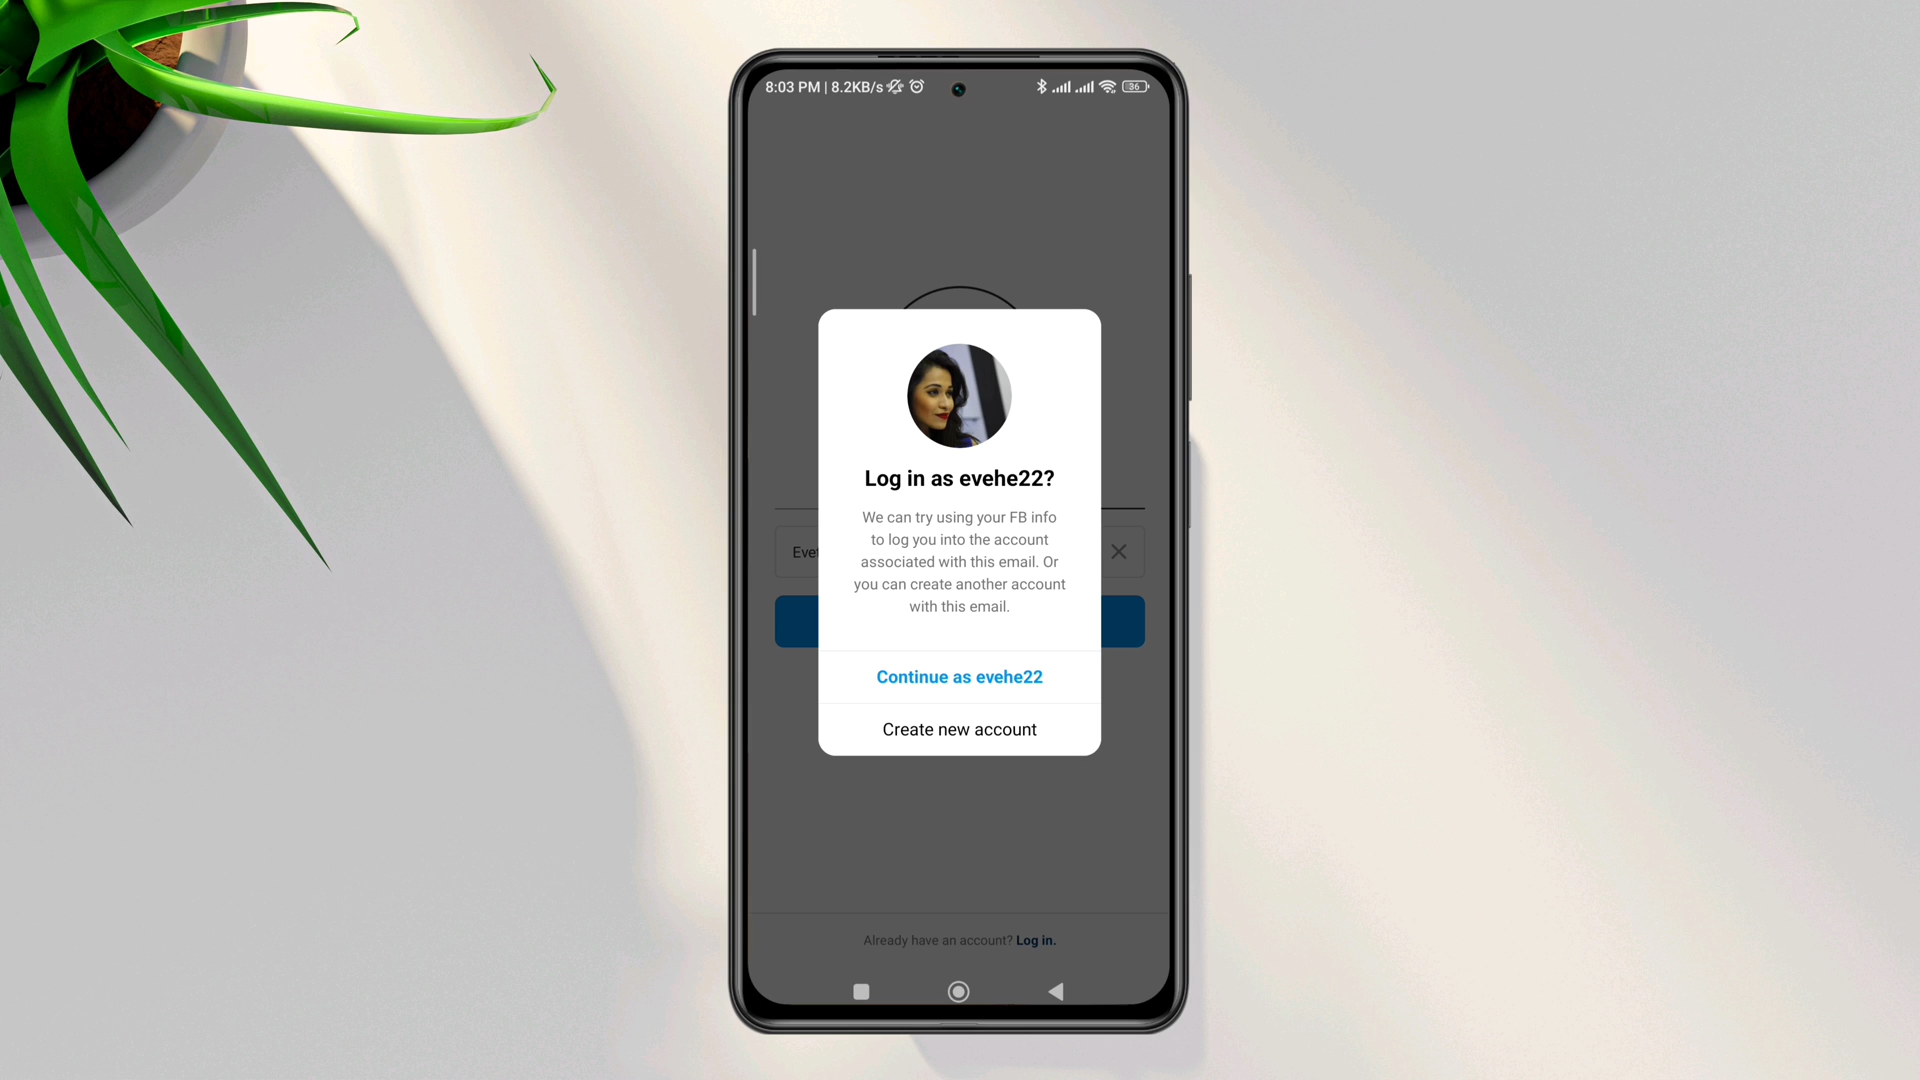 8:03 PM | 8.2KB/s
36
Log in as evehe22?
We can try using your FB info
to log you into the account
associated with this email. Or
you can create another account
with this email.
Continue as evehe22
Create new account
Already have an account? Log in.